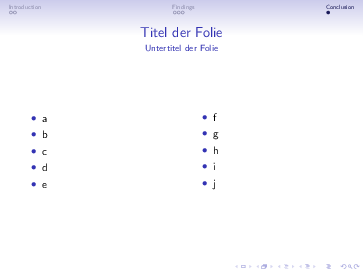 Introduction
Findings
Conclusion
Titel der Folie
Untertitel der Folie
a
b
c
d
e
f
g
h
i
j